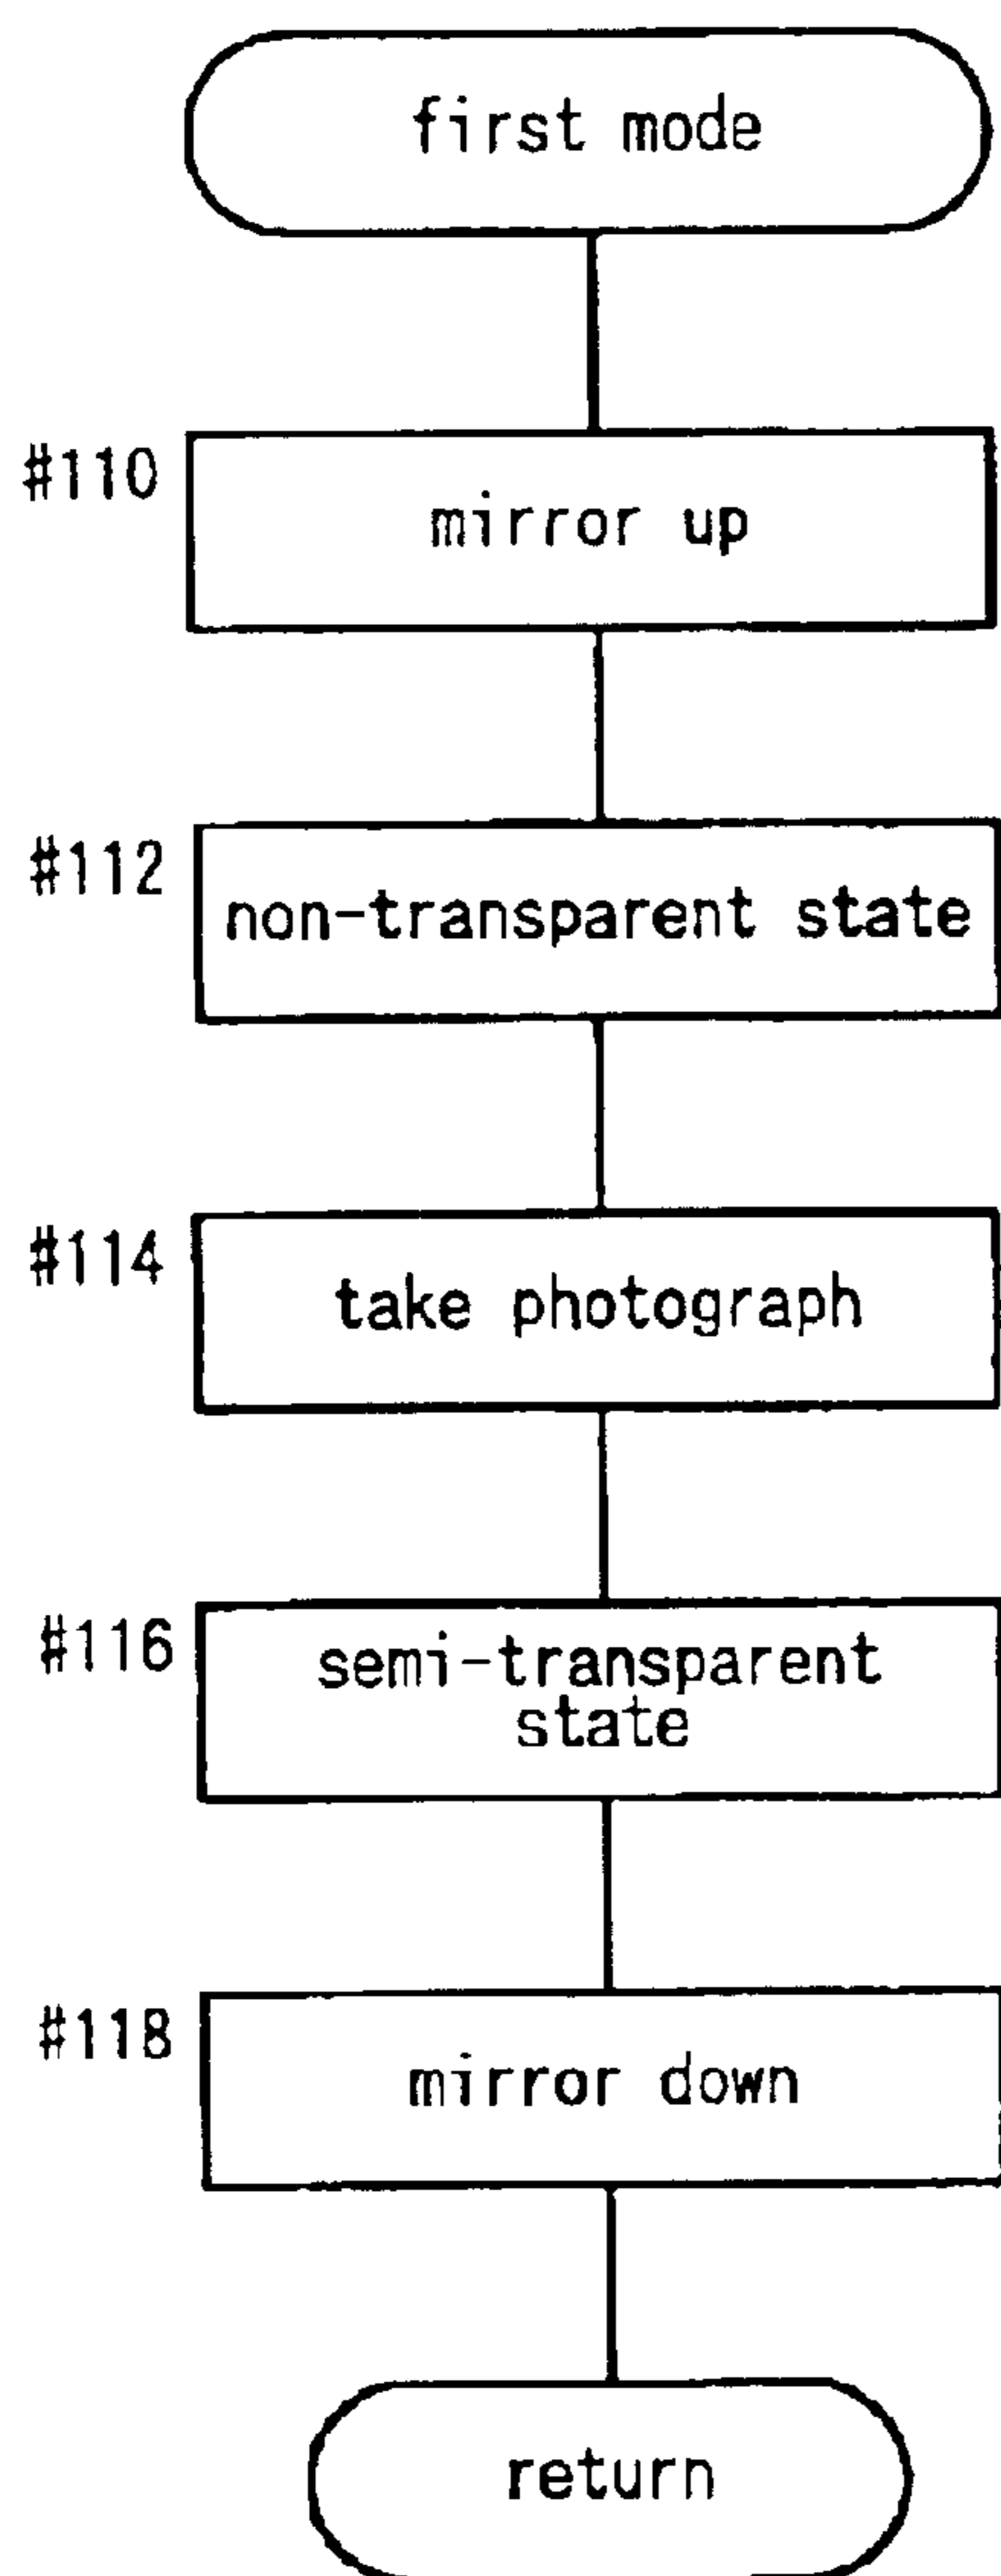 first mode
#110
mirror up
#112
non-transparent state
#114
take photograph
#116
semi-transparent
state
#118
mirror down
return